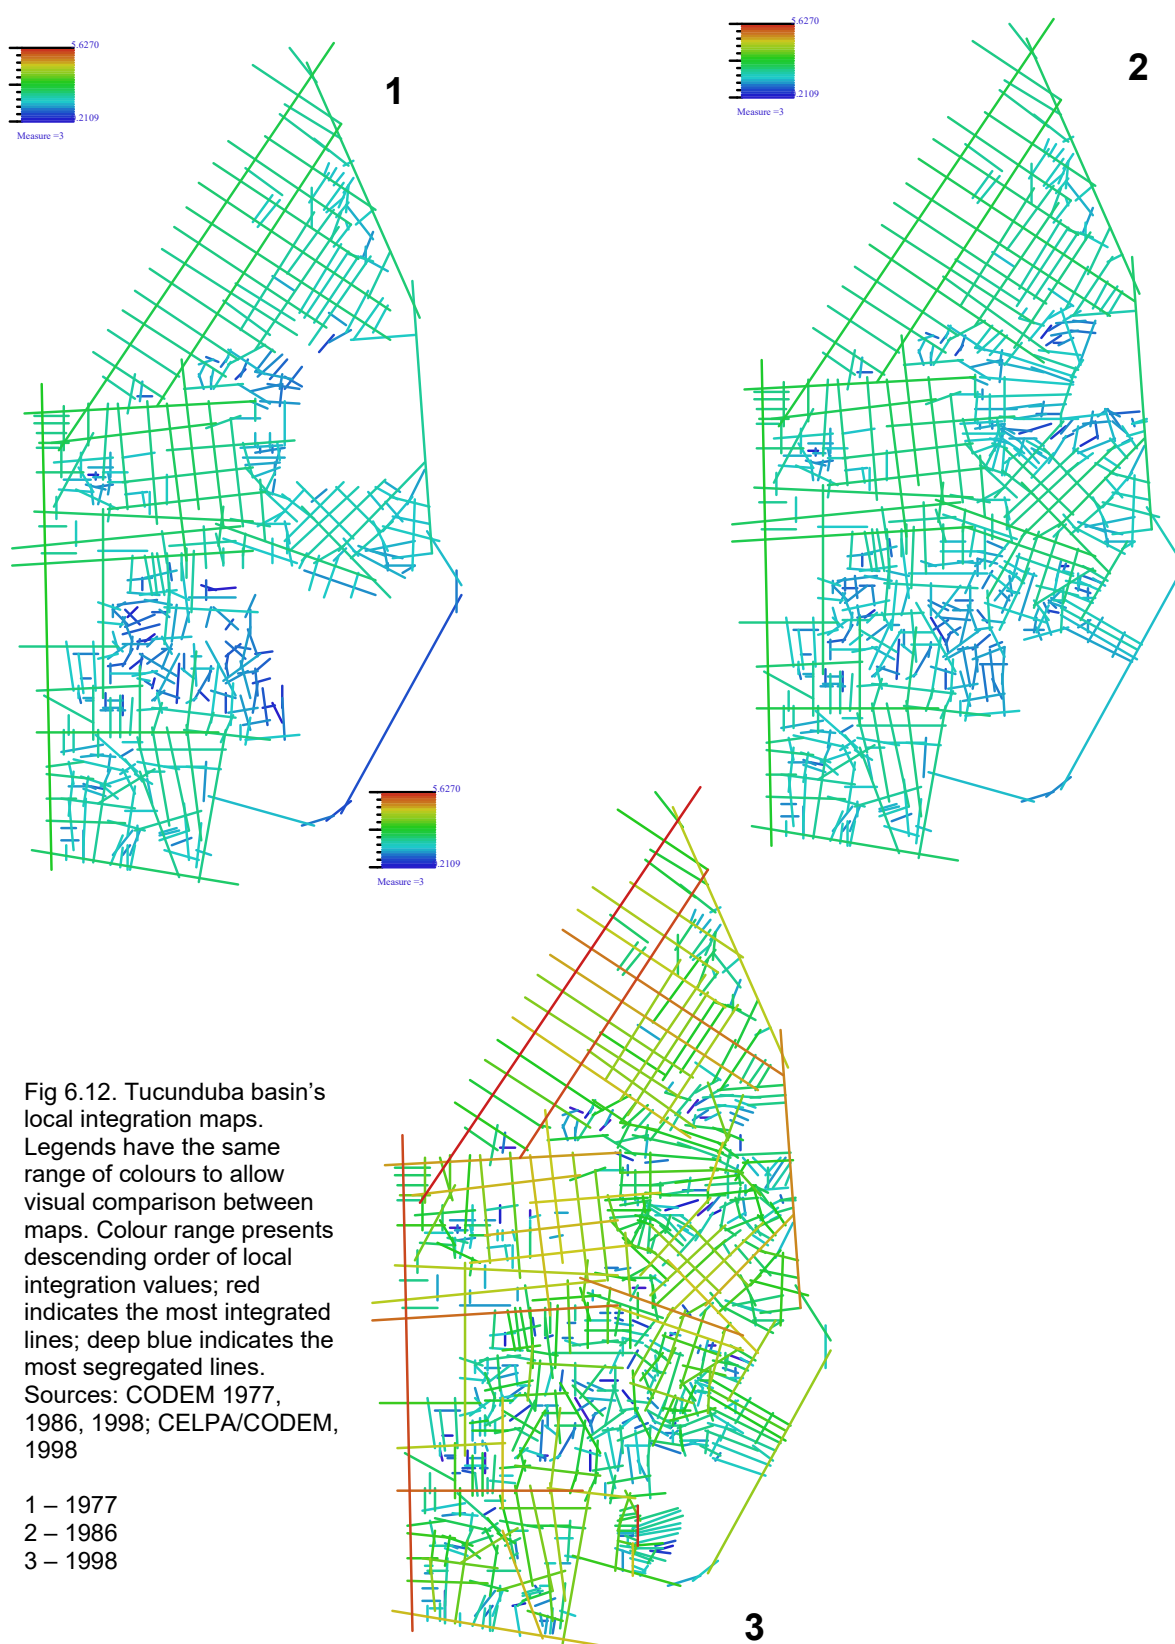 5.6270
.2109
Measure =3
1
5.6270
.2109
Measure =3
2
5.6270
.2109
Measure =3
Fig 6.12. Tucunduba basin’s
local integration maps.
Legends have the same
range of colours to allow
visual comparison between
maps. Colour range presents
descending order of local
integration values; red
indicates the most integrated
lines; deep blue indicates the
most segregated lines.
Sources: CODEM 1977,
1986, 1998; CELPA/CODEM,
1998
1 – 1977
2 – 1986
3 – 1998
3